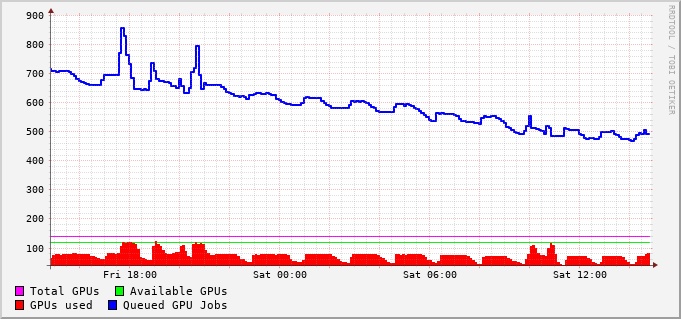 900
800
700
600
500
400
300
200
100
Fri 18:00 Sat 00:00 Sat 06:00 Sat 12:00
Total GPUs Available GPUs
GPUs used Queued GPU Jobs
RRDTOOL / TOBI OETIKER